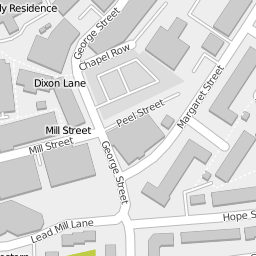 ly Residence
George Street
Chapel Row
Dixon Lane
Peel Street
Margaret Street
Mill Street
Mill Street
George Street
Lead Mill Lane
Hope S
estern